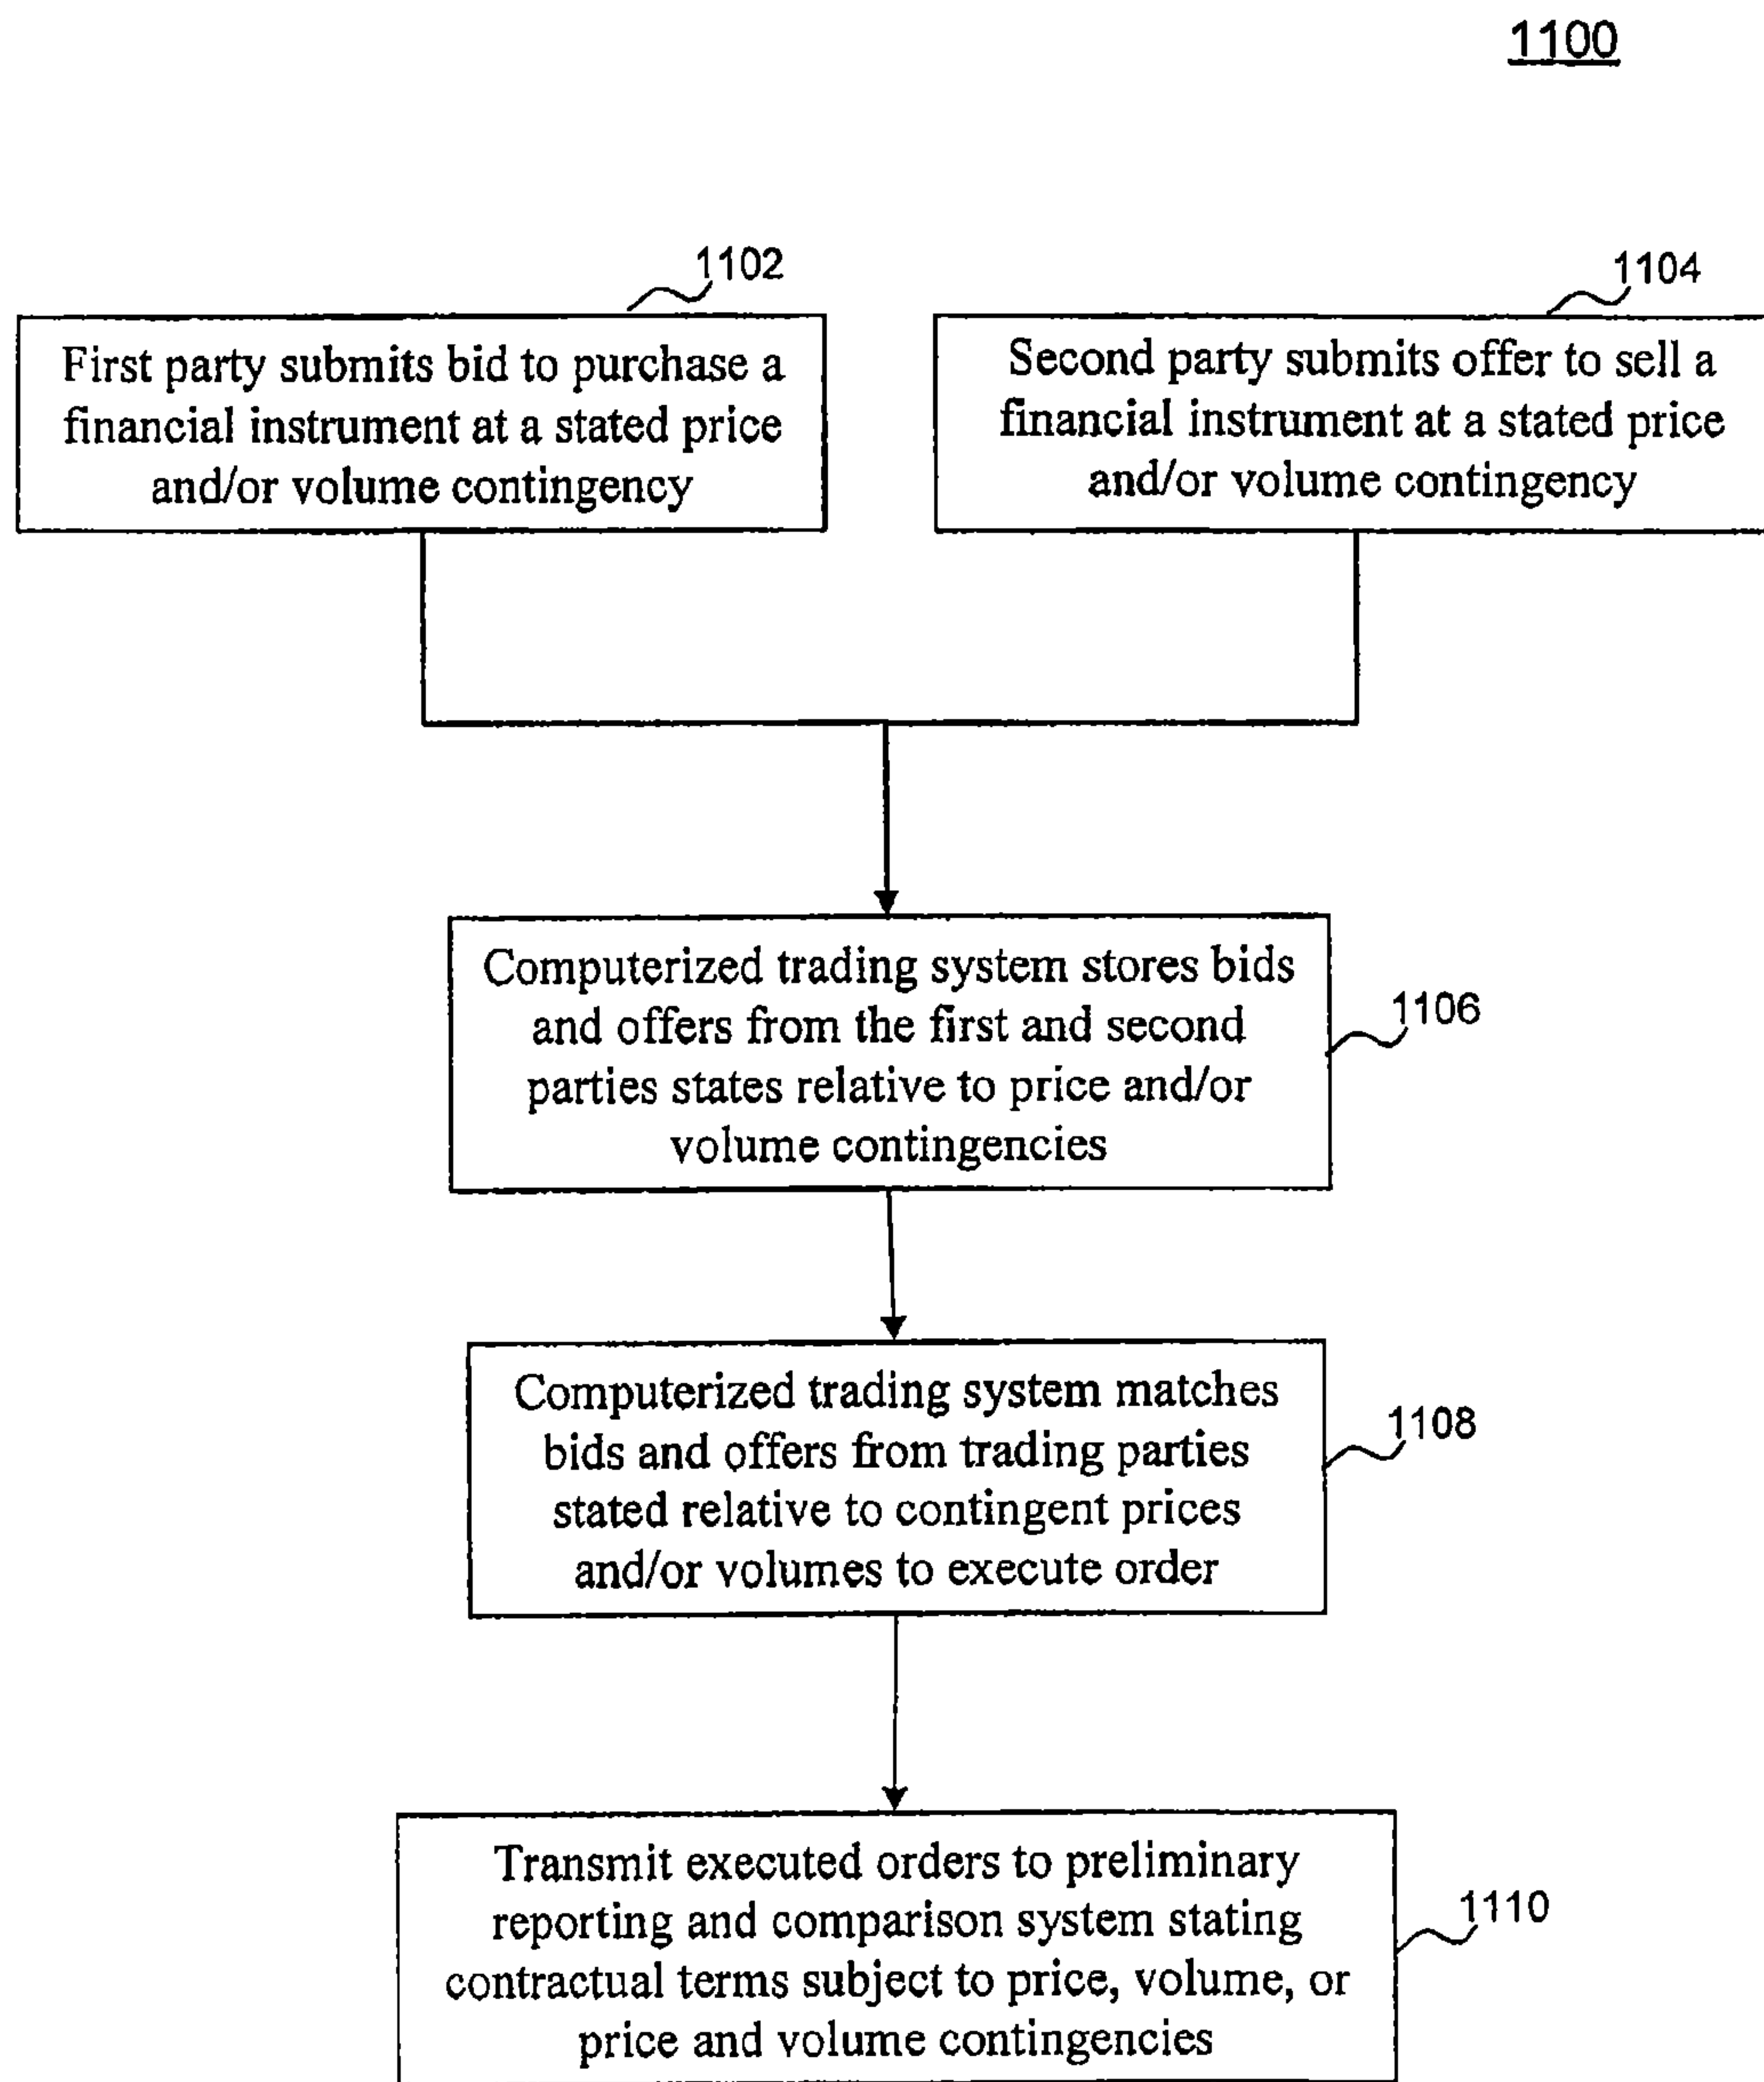 1100
1102
First party submits bid to purchase a
financial instrument at a stated price
and/or volume contingency
1104
Second party submits offer to sell a
financial instrument at a stated price
and/or volume contingency
Computerized trading system stores bids
and offers from the first and second
parties states relative to price and/or
volume contingencies
1106
Computerized trading system matches
bids and offers from trading parties
stated relative to contingent prices
and/or volumes to execute order
1108
Transmit executed orders to preliminary
reporting and comparison system stating
contractual terms subject to price, volume, or
price and volume contingencies
1110